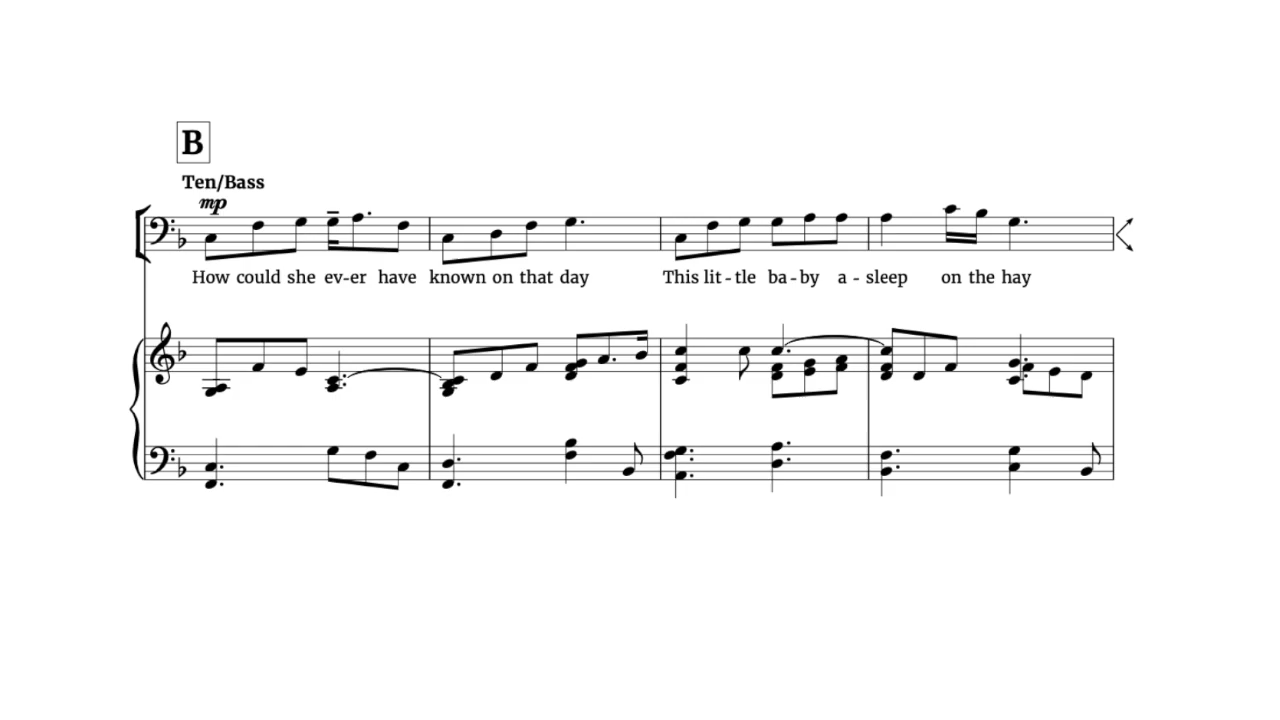 B
Ten/Bass
mp
How could she ev-er have known on that day This lit-tle ba-by a-sleep on the hay